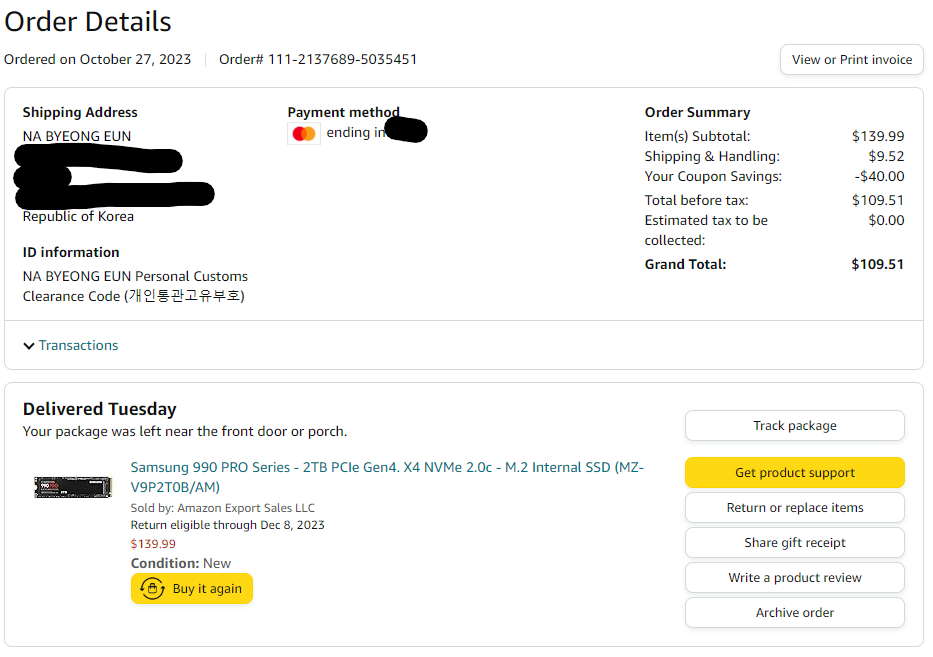 Order Details
Ordered on October 27, 2023
Order# 111-2137689-5035451
View or Print invoice
Shipping Address
NA BYEONG EUN
Republic of Korea
ID information
NA BYEONG EUN Personal Customs
Clearance Code (개인통관고유부호)
Payment method
ending in
Order Summary
Item(s) Subtotal: $139.99
Shipping & Handling: $9.52
Your Coupon Savings: -$40.00
Total before tax: $109.51
Estimated tax to be $0.00
collected:
Grand Total: $109.51
Transactions
Delivered Tuesday
Your package was left near the front door or porch.
Samsung 990 PRO Series - 2TB PCIe Gen4. X4 NVMe 2.0c - M.2 Internal SSD (MZ-
V9P2T0B/AM)
Sold by: Amazon Export Sales LLC
Return eligible through Dec 8, 2023
$139.99
Condition: New
Buy it again
Track package
Get product support
Return or replace items
Share gift receipt
Write a product review
Archive order